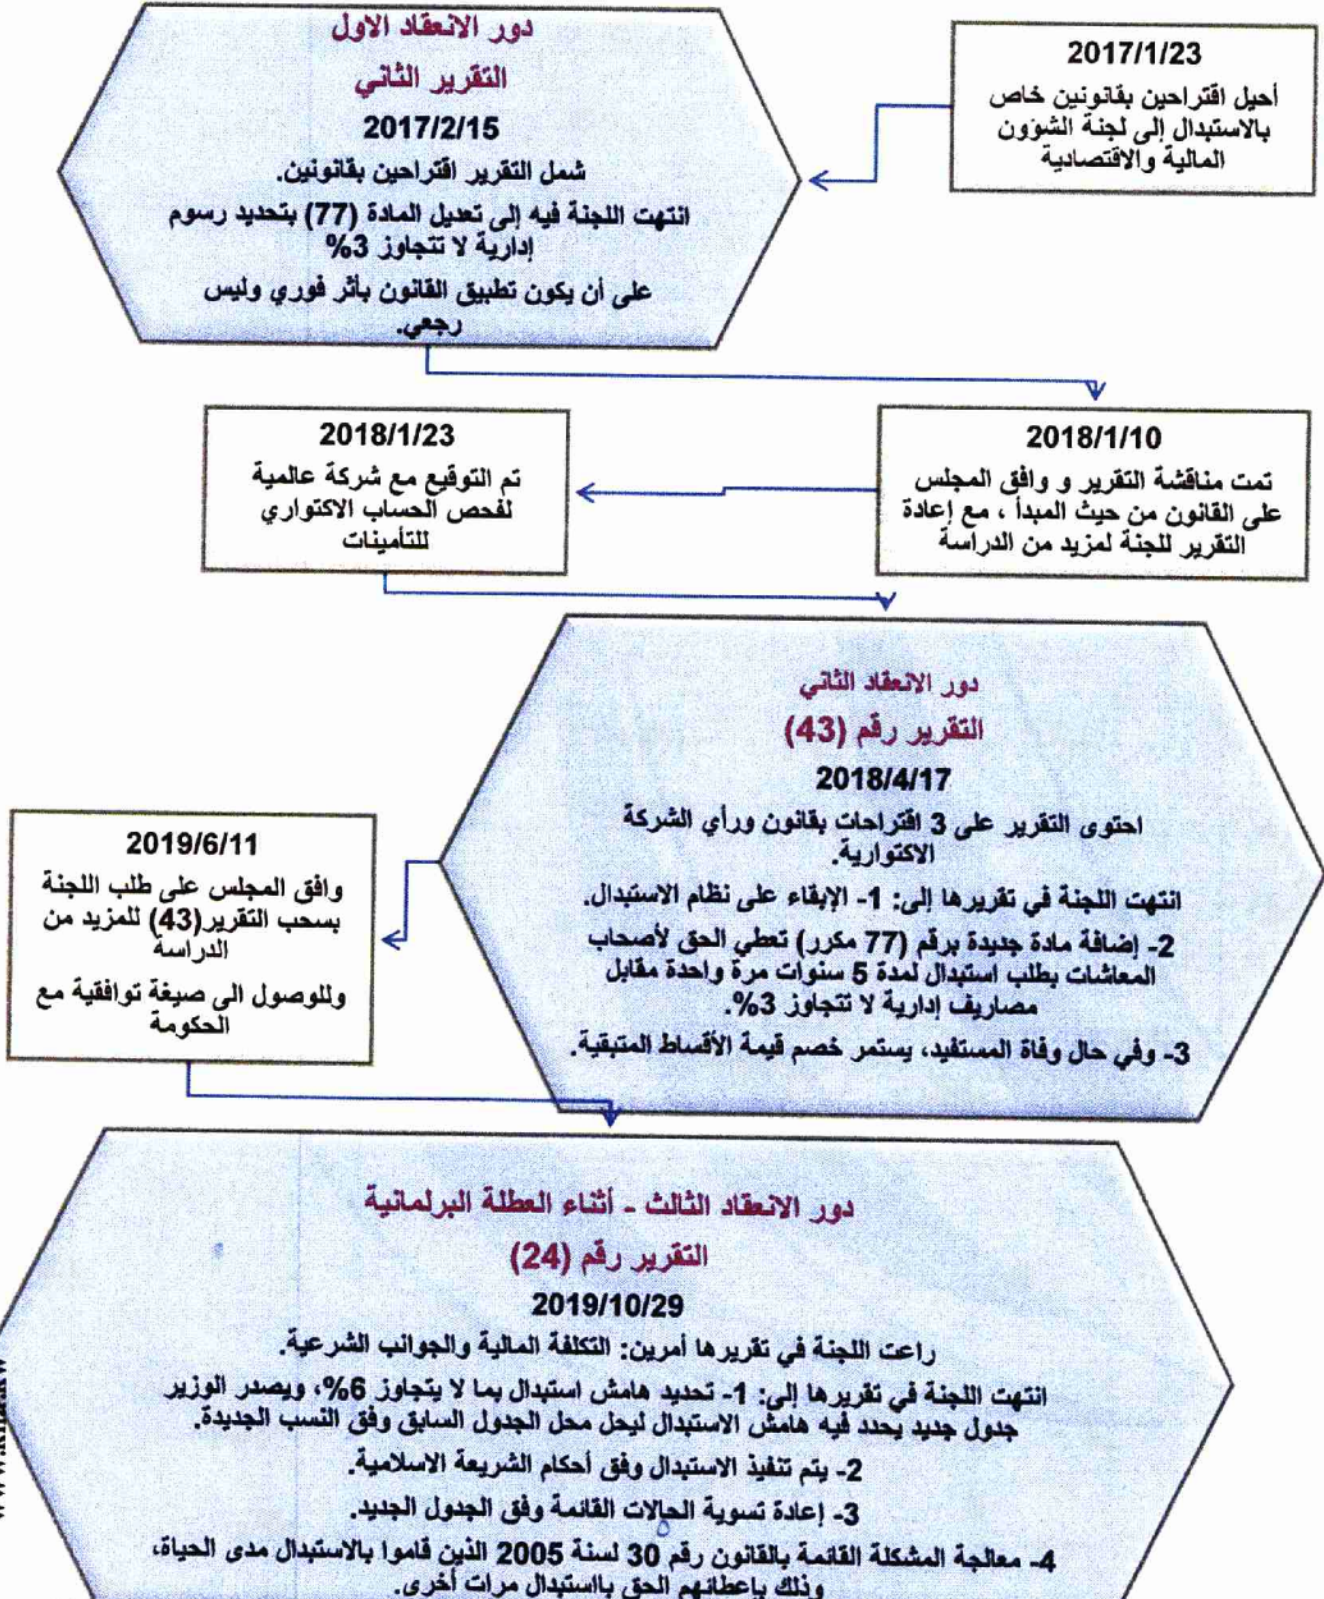 2017/1/23
أحيل اقتراحين بقانونين خاص
بالاستبدال إلى لجنة الشؤون
المالية والاقتصادية
دور الانعقاد الاول
التقرير الثاني
2017/2/15
شمل التقرير اقتراحين بقانونين.
انتهت اللجنة فيه إلى تعديل المادة (77) بتحديد رسوم
إدارية لا تتجاوز 3%
على أن يكون تطبيق القانون بأثر فوري وليس
رجعي.
2018/1/10
تمت مناقشة التقرير و وافق المجلس
على القانون من حيث المبدأ ، مع إعادة
التقرير للجنة لمزيد من الدراسة
2018/1/23
تم التوقيع مع شركة عالمية
لفحص الحساب الاكتواري
للتأمينات
دور الانعقاد الثاني
التقرير رقم (43)
2018/4/17
احتوى التقرير على 3 اقتراحات بقانون ورأي الشركة
الاكتوارية.
انتهت اللجنة في تقريرها إلى: 1- الإبقاء على نظام الاستبدال.
2- إضافة مادة جديدة برقم (77 مكرر) تعطي الحق لأصحاب
المعاشات بطلب استبدال لمدة 5 سنوات مرة واحدة مقابل
مصاريف إدارية لا تتجاوز 3%.
3- وفي حال وفاة المستفيد، يستمر خصم قيمة الأقساط المتبقية.
2019/6/11
وافق المجلس على طلب اللجنة
بسحب التقرير(43) للمزيد من
الدراسة
وللوصول الى صيغة توافقية مع
الحكومة
دور الانعقاد الثالث - أثناء العطلة البرلمانية
التقرير رقم (24)
2019/10/29
راعت اللجنة في تقريرها أمرين: التكلفة المالية والجوانب الشرعية.
انتهت اللجنة في تقريرها إلى: 1- تحديد هامش استبدال بما لا يتجاوز 6%، ويصدر الوزير
جدول جديد يحدد فيه هامش الاستبدال ليحل محل الجدول السابق وفق النسب الجديدة.
2- يتم تنفيذ الاستبدال وفق أحكام الشريعة الاسلامية.
3- إعادة تسوية الحالات القائمة وفق الجدول الجديد.
4- معالجة المشكلة القائمة بالقانون رقم 30 لسنة 2005 الذين قاموا بالاستبدال مدى الحياة،
وذلك بإعطائهم الحق بااستبدال مرات أخرى.